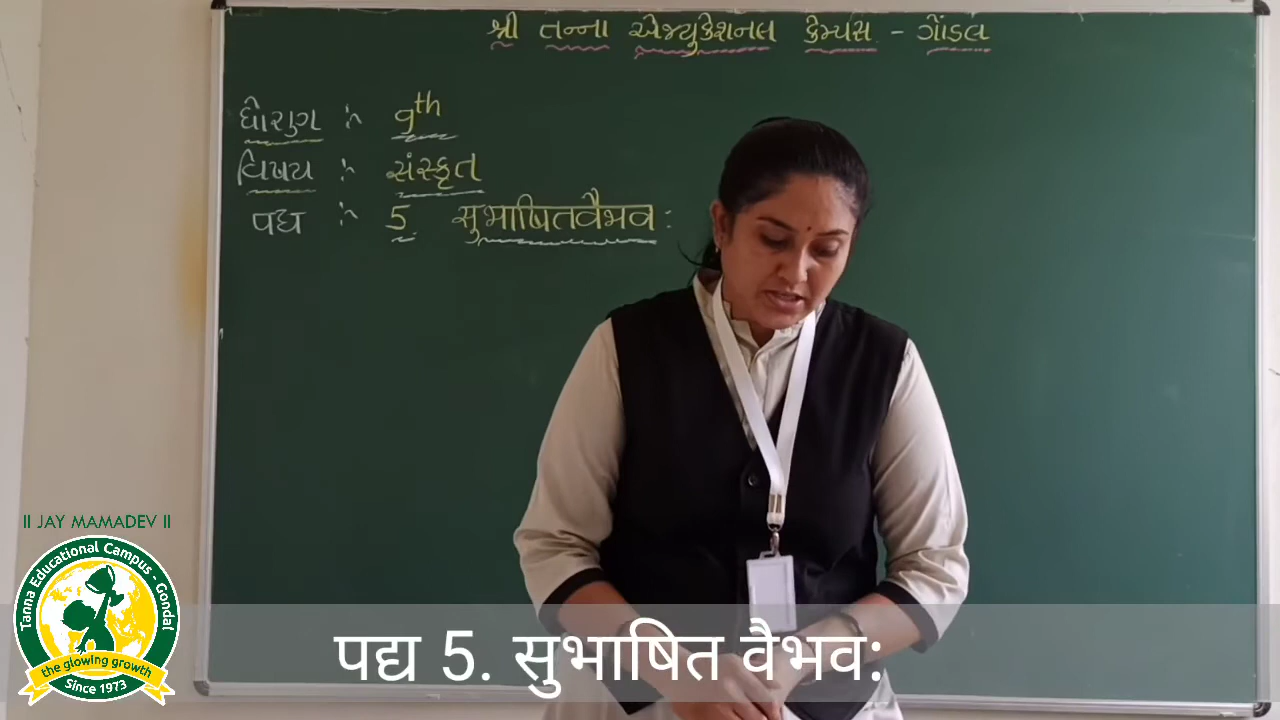 શ્રી તન્ના એજ્યુકેશનલ કેમ્પસ - ગોંડલ
ધોરણ :- 9th
વિષય :- સંસ્કૃત
પદ્ય :- 5. सुभाषितवैभवः
II JAY MAMADEV II
Tanna Educational Campus - Gondal
the glowing growth
Since 1973
पद्य 5. सुभाषित वैभव: